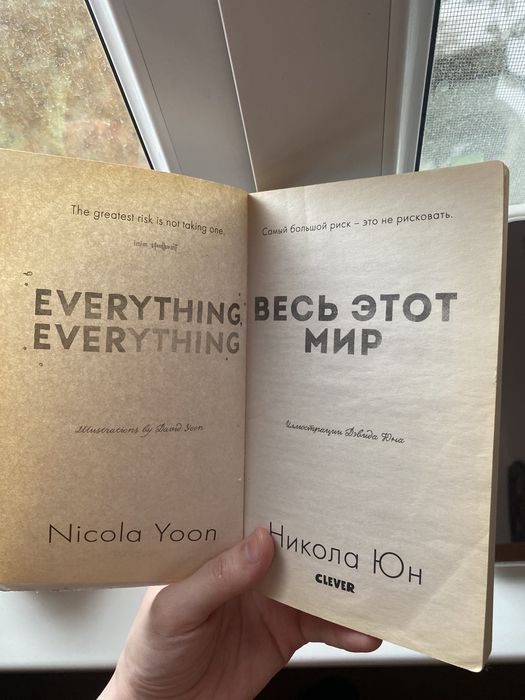 The greatest risk is not taking one.
EVERYTHING,
EVERYTHING
Illustrations by David Yoon
Nicola Yoon
Самый большой риск – это не рисковать.
ВЕСЬ ЭТОТ
МИР
Иллюстрации Дэвида Юна
Никола Юн
CLEVER